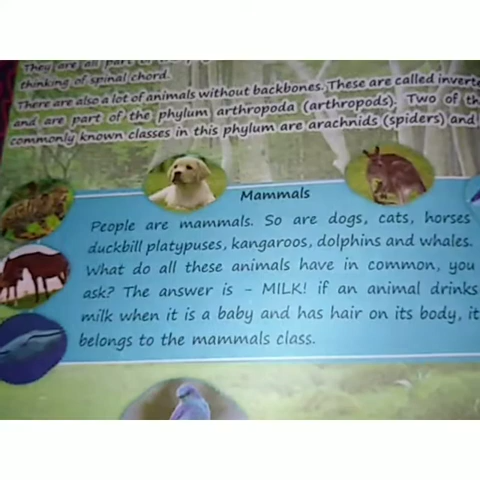 They are all part
thinking of spinal chord.
There are also a lot of animals without backbones. These are called inverte
and are part of the phylum arthropoda (arthropods). Two of th
commonly known classes in this phylum are arachnids (spiders) and
Mammals
People are mammals. So are dogs, cats, horses
duckbill platypuses, kangaroos, dolphins and whales.
What do all these animals have in common, you
ask? The answer is - MILK! if an animal drinks
milk when it is a baby and has hair on its body, it
belongs to the mammals class.